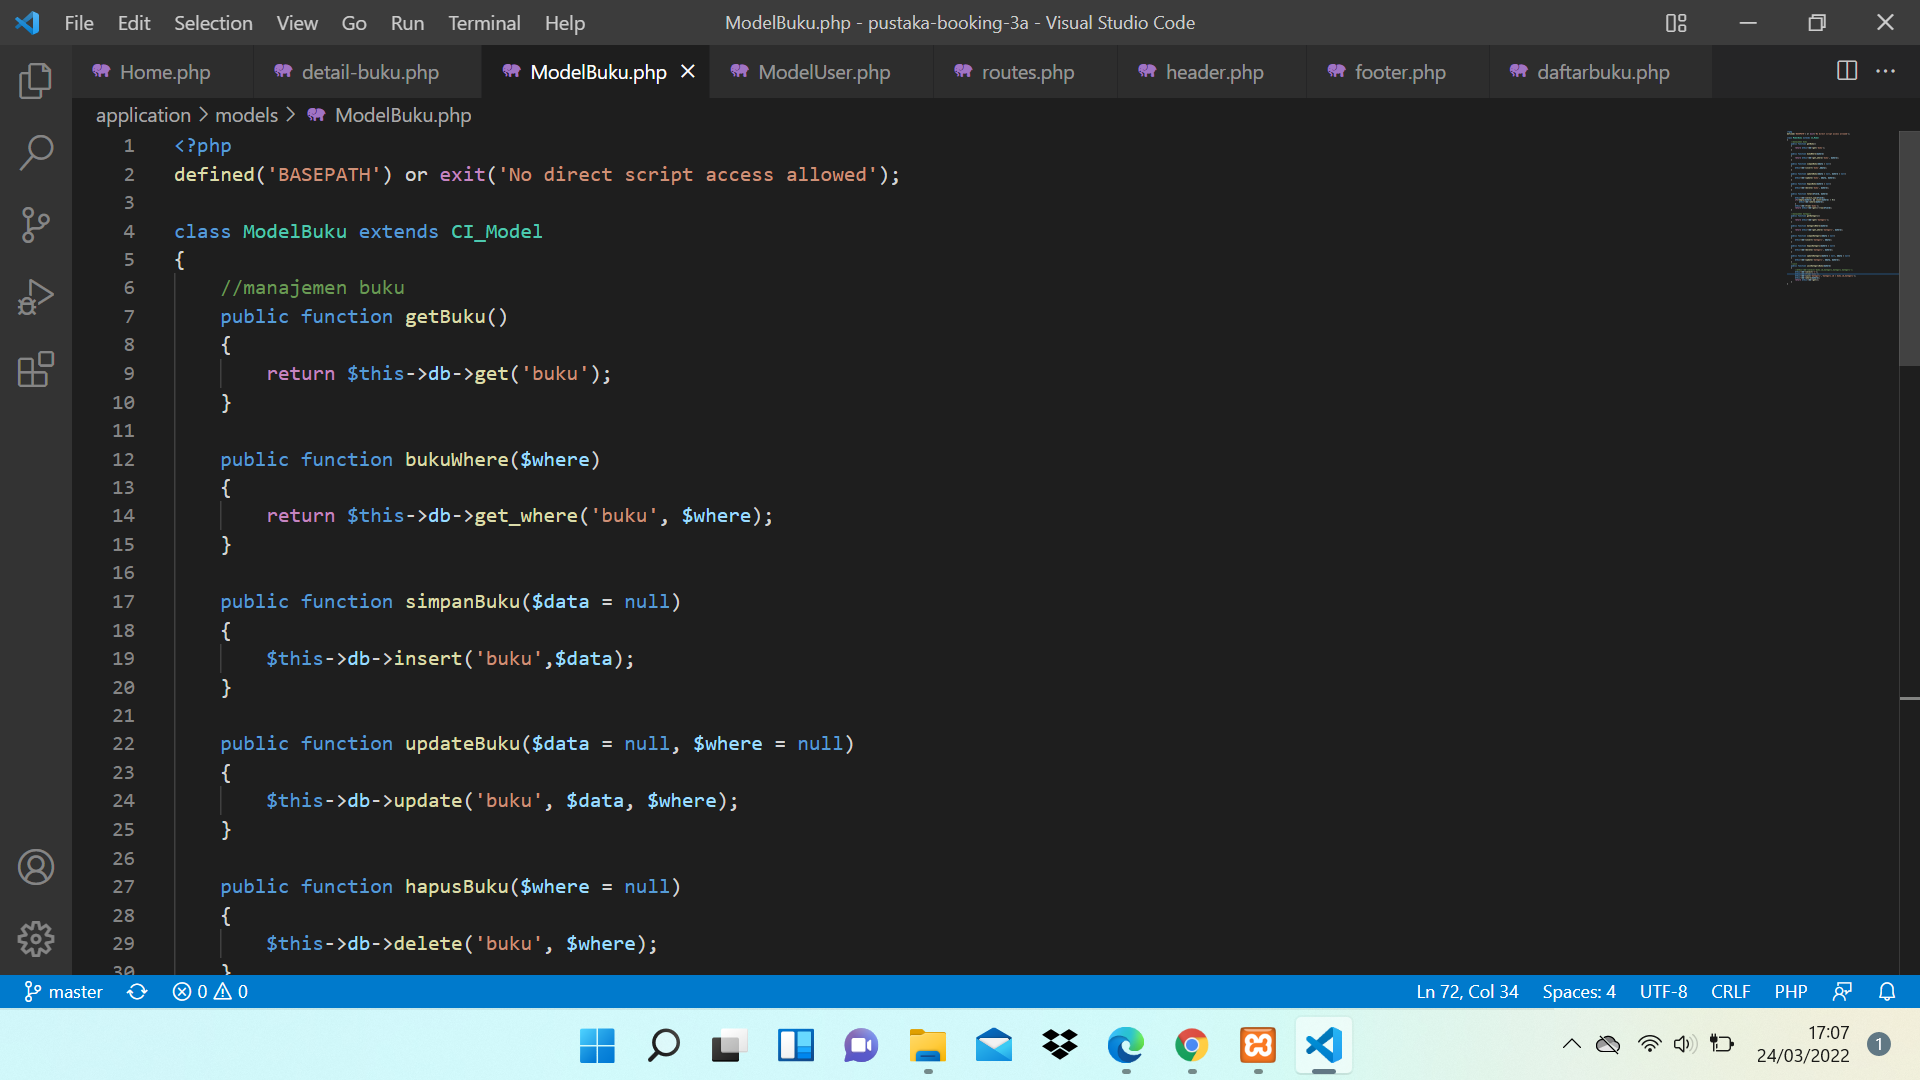 File Edit Selection View Go Run Terminal Help ModelBuku.php - pustaka-booking-3a - Visual Studio Code
Home.php detail-buku.php ModelBuku.php ModelUser.php routes.php header.php footer.php daftarbuku.php
application > models > ModelBuku.php
1 <?php
2 defined('BASEPATH') or exit('No direct script access allowed');
3
4 class ModelBuku extends CI_Model
5 {
6 //manajemen buku
7 public function getBuku()
8 {
9 return $this->db->get('buku');
10 }
11
12 public function bukuWhere($where)
13 {
14 return $this->db->get_where('buku', $where);
15 }
16
17 public function simpanBuku($data = null)
18 {
19 $this->db->insert('buku',$data);
20 }
21
22 public function updateBuku($data = null, $where = null)
23 {
24 $this->db->update('buku', $data, $where);
25 }
26
27 public function hapusBuku($where = null)
28 {
29 $this->db->delete('buku', $where);
30 }
master 0 0 Ln 72, Col 34 Spaces: 4 UTF-8 CRLF PHP
17:07
24/03/2022 1